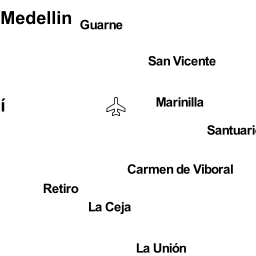 Medellin
Guarne
San Vicente
Marinilla
í
Santuari
Carmen de Viboral
Retiro
La Ceja
La Unión